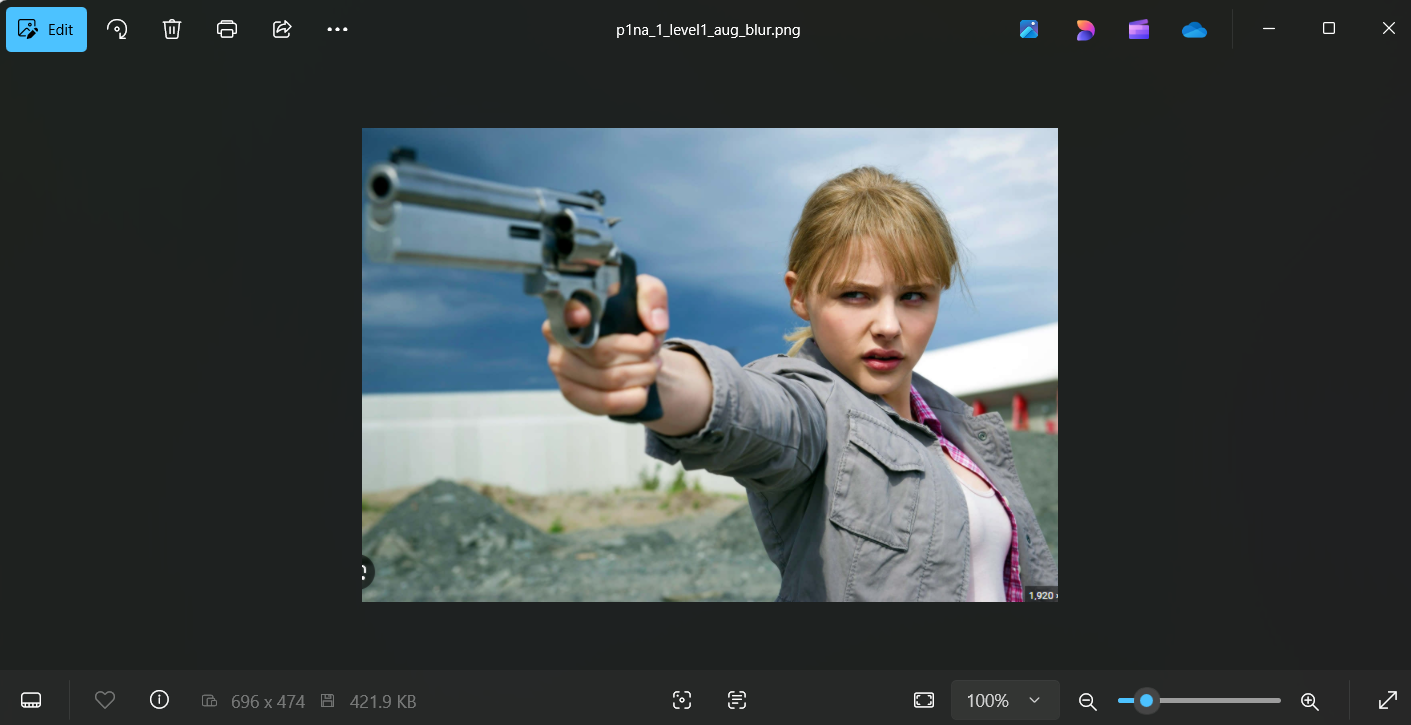 Edit
p1na_1_level1_aug_blur.png
1,920
696 x 474
421.9 KB
100%